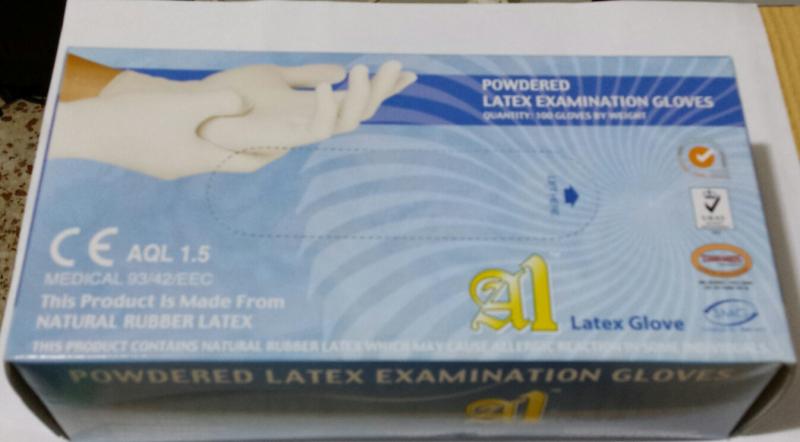 POWDERED
LATEX EXAMINATION GLOVES
QUANTITY: 100 GLOVES BY WEIGHT
CE AQL 1.5
MEDICAL 93/42/EEC
This Product Is Made From
NATURAL RUBBER LATEX
A1
Latex Glove
THIS PRODUCT CONTAINS NATURAL RUBBER LATEX WHICH MAY CAUSE ALLERGIC REACTION TO SOME INDIVIDUALS
POWDERED LATEX EXAMINATION GLOVES
A1